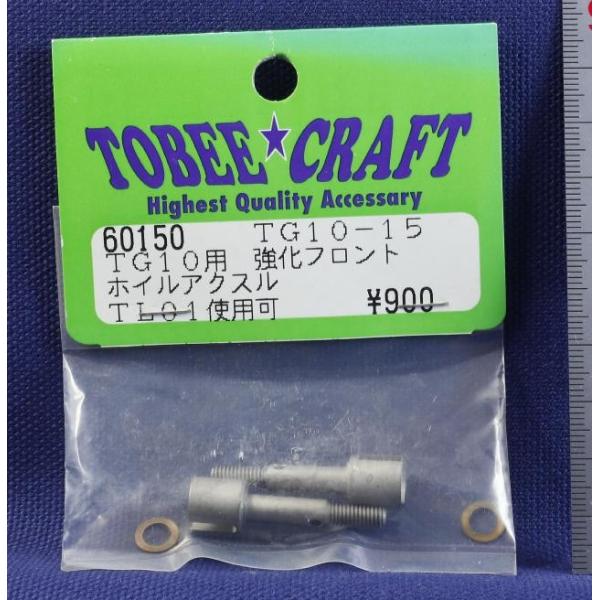 TOBEE★CRAFT
Highest Quality Accessary
60150 TG10-15
TG10用 強化フロント
ホイルアクスル
TL01使用可 ¥900